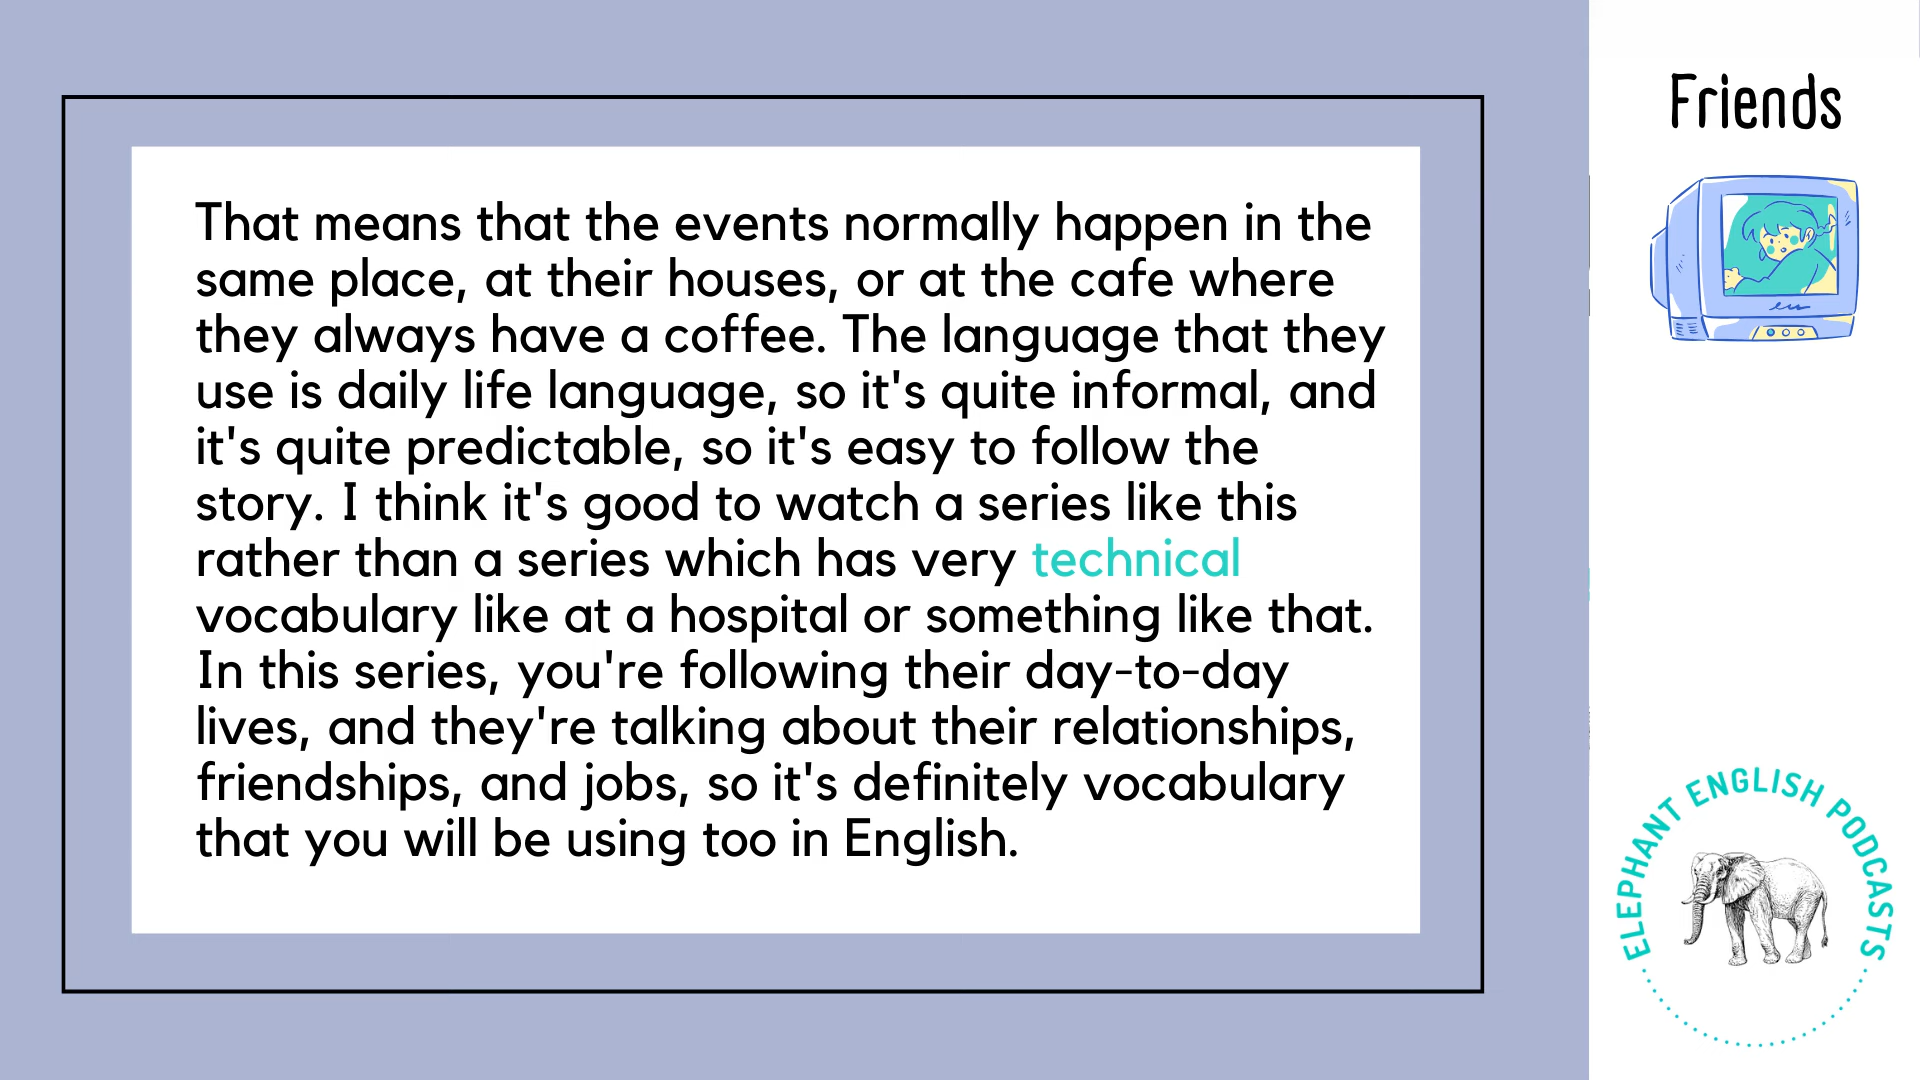 Friends
That means that the events normally happen in the
same place, at their houses, or at the cafe where
they always have a coffee. The language that they
use is daily life language, so it's quite informal, and
it's quite predictable, so it's easy to follow the
story. I think it's good to watch a series like this
rather than a series which has very technical
vocabulary like at a hospital or something like that.
In this series, you're following their day-to-day
lives, and they're talking about their relationships,
friendships, and jobs, so it's definitely vocabulary
that you will be using too in English.
ELEPHANT ENGLISH PODCASTS